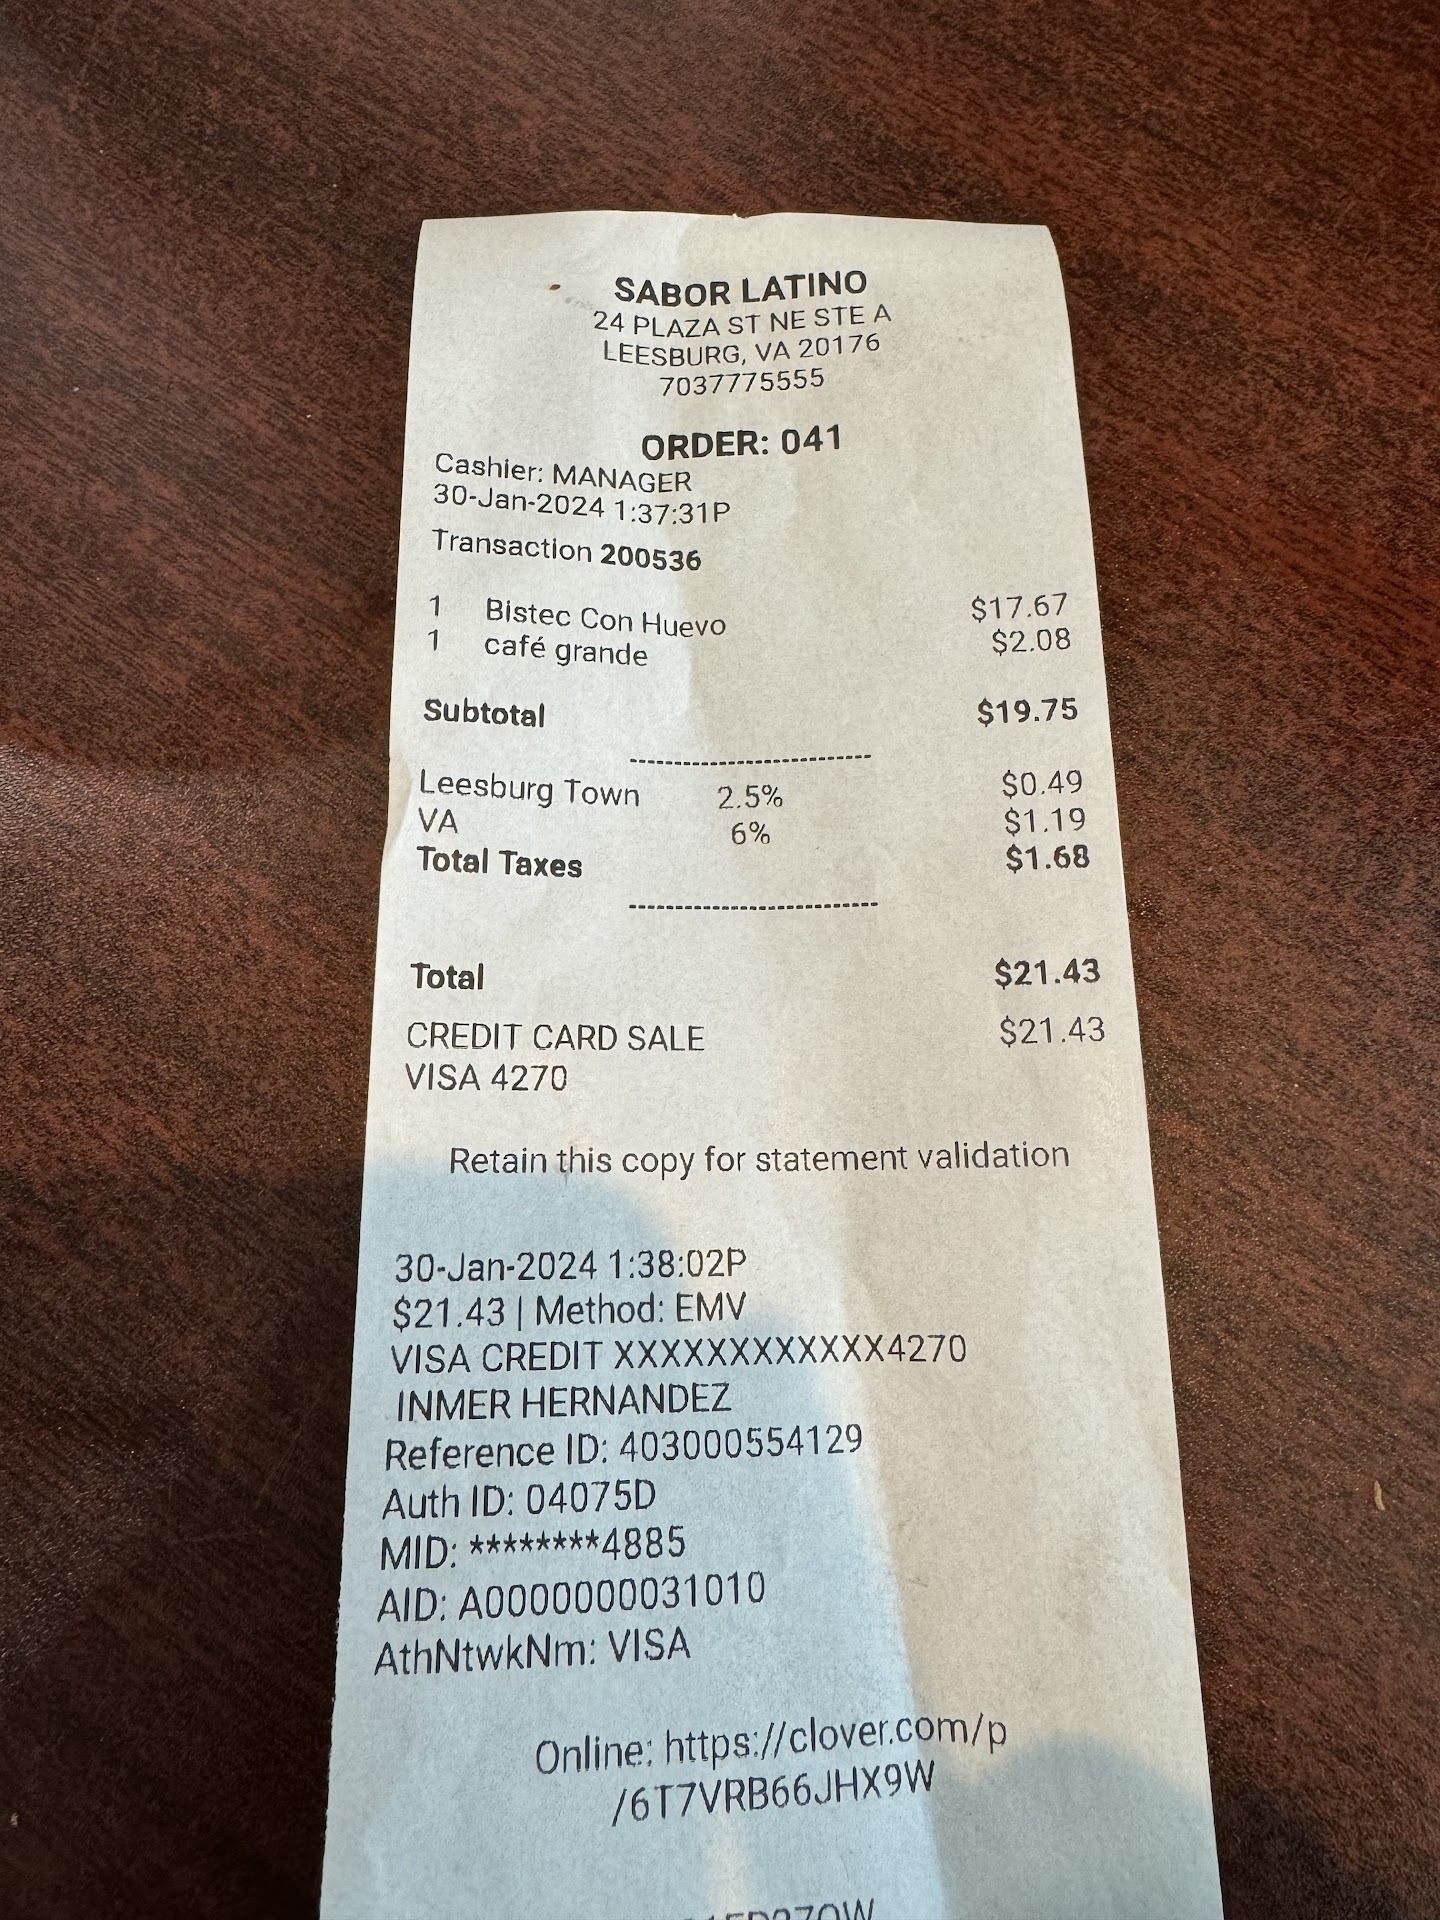 SABOR LATINO
24 PLAZA ST NE STE A
LEESBURG, VA 20176
7037775555
ORDER: 041
Cashier: MANAGER
30-Jan-2024 1:37:31P
Transaction 200536
1 Bistec Con Huevo $17.67
1 café grande $2.08
Subtotal $19.75
Leesburg Town 2.5% $0.49
VA 6% $1.19
Total Taxes $1.68
Total $21.43
CREDIT CARD SALE $21.43
VISA 4270
Retain this copy for statement validation
30-Jan-2024 1:38:02P
$21.43 | Method: EMV
VISA CREDIT XXXXXXXXXXXX4270
INMER HERNANDEZ
Reference ID: 403000554129
Auth ID: 04075D
MID: ********4885
AID: A0000000031010
AthNtwkNm: VISA
Online: https://clover.com/p
/6T7VRB66JHX9W